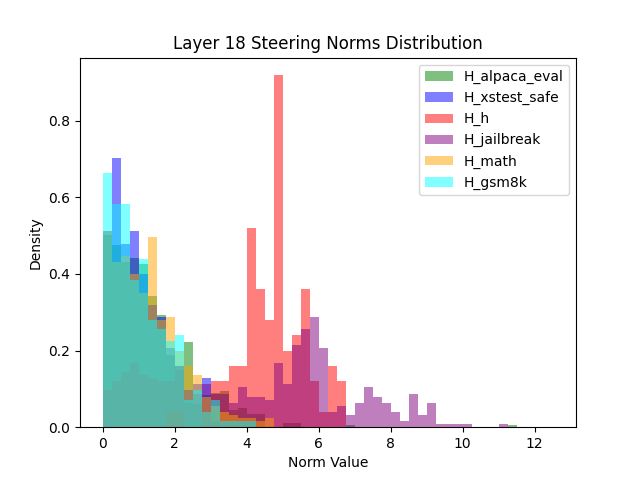 Layer 18 Steering Norms Distribution
H_alpaca_eval
H_xstest_safe
H_h
H_jailbreak
H_math
H_gsm8k
Density
0.8
0.6
0.4
0.2
0.0
0 2 4 6 8 10 12
Norm Value